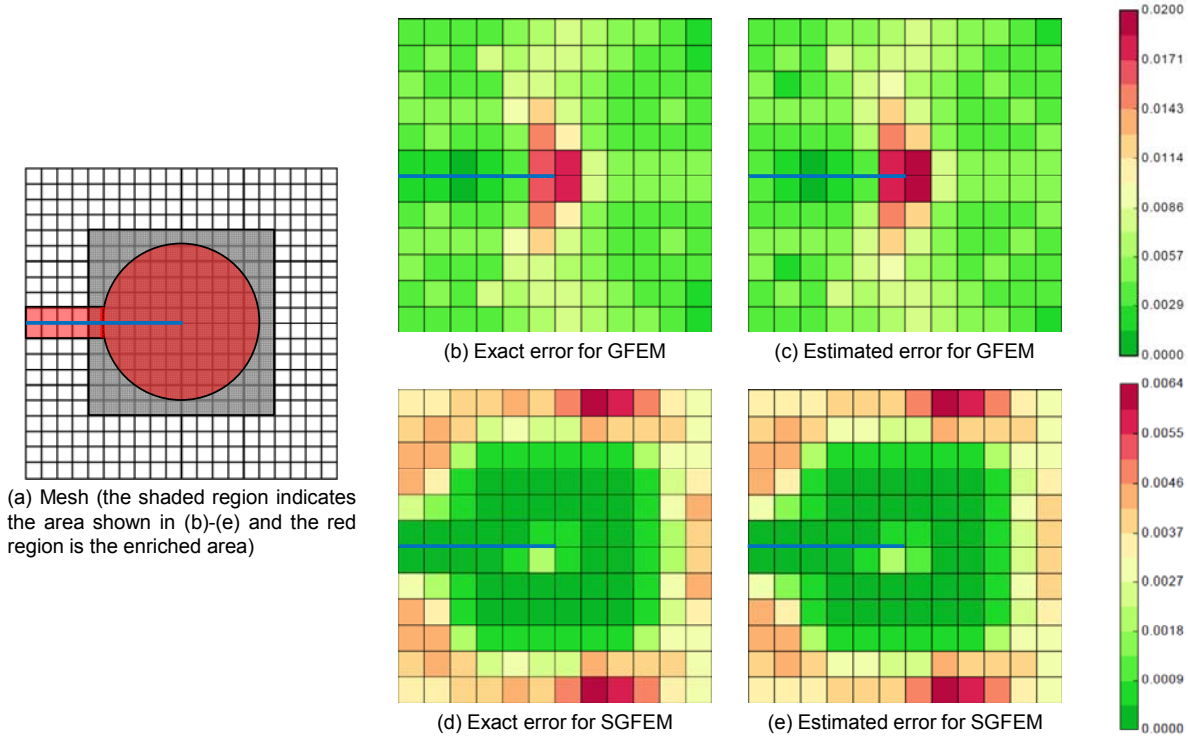 (a) Mesh (the shaded region indicates
the area shown in (b)-(e) and the red
region is the enriched area)
(b) Exact error for GFEM
(c) Estimated error for GFEM
(d) Exact error for SGFEM
(e) Estimated error for SGFEM
0.0200
0.0171
0.0143
0.0114
0.0086
0.0057
0.0029
0.0000
0.0064
0.0055
0.0046
0.0037
0.0027
0.0018
0.0009
0.0000